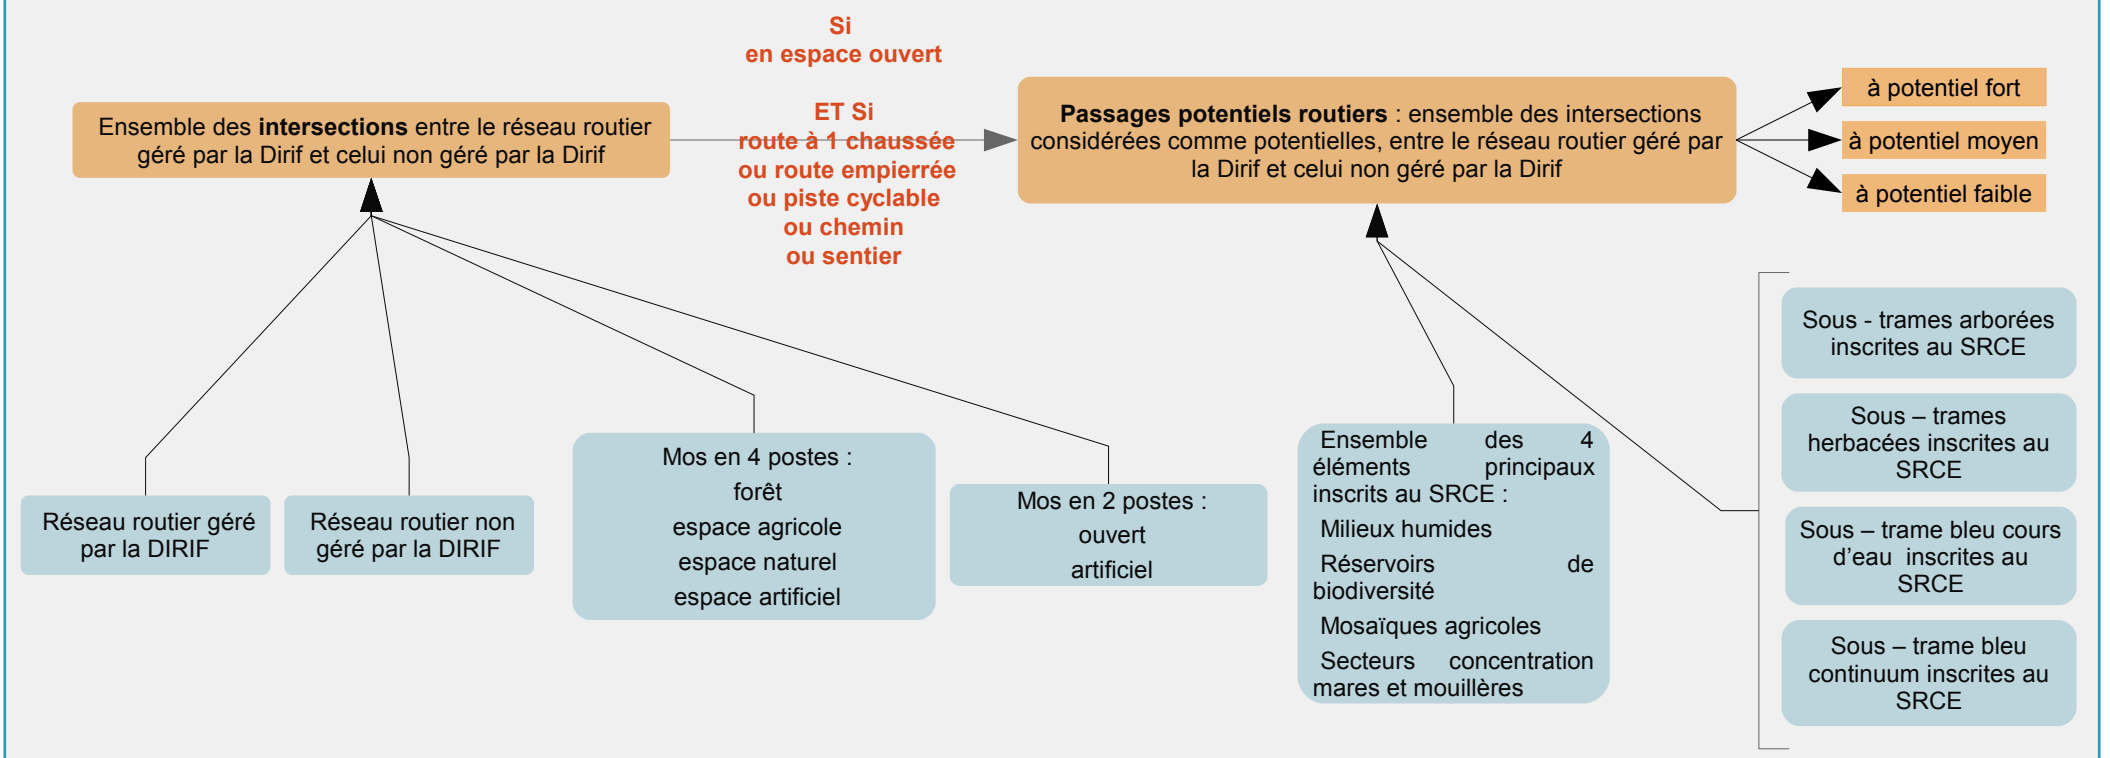 Si
en espace ouvert
ET Si
route à 1 chaussée
ou route empierrée
ou piste cyclable
ou chemin
ou sentier
Ensemble des intersections entre le réseau routier
géré par la Dirif et celui non géré par la Dirif
Passages potentiels routiers : ensemble des intersections
considérées comme potentielles, entre le réseau routier géré par
la Dirif et celui non géré par la Dirif
à potentiel fort
à potentiel moyen
à potentiel faible
Réseau routier géré
par la DIRIF
Réseau routier non
géré par la DIRIF
Mos en 4 postes :
forêt
espace agricole
espace naturel
espace artificiel
Mos en 2 postes :
ouvert
artificiel
Ensemble des 4
éléments principaux
inscrits au SRCE :
Milieux humides
Réservoirs de
biodiversité
Mosaïques agricoles
Secteurs concentration
mares et mouillères
Sous - trames arborées
inscrites au SRCE
Sous – trames
herbacées inscrites au
SRCE
Sous – trame bleu cours
d'eau inscrites au
SRCE
Sous – trame bleu
continuum inscrites au
SRCE